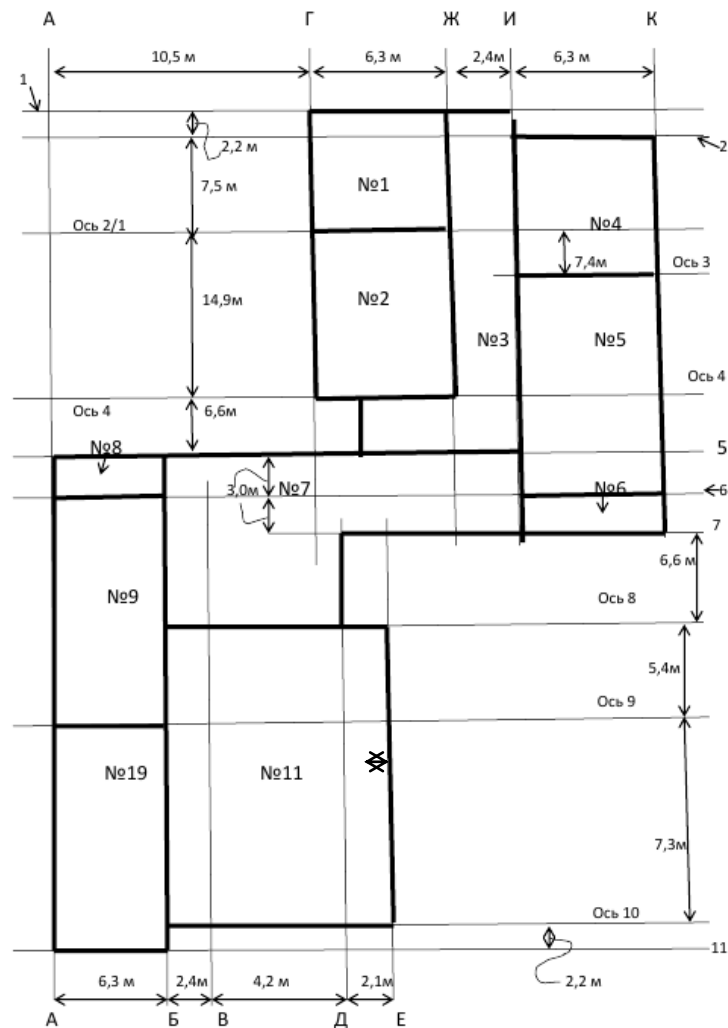 А Г Ж И К
10,5 м 6,3 м 2,4м 6,3 м
1
2,2 м
2
7,5 м
№1
Ось 2/1
№4
7,4м
Ось 3
14,9м
№2
№3
№5
Ось 4
Ось 4
6,6м
№8
5
3,0м
№7
№6
6
7
6,6 м
№9
Ось 8
5,4м
Ось 9
№19
№11
7,3м
Ось 10
11
6,3 м 2,4м 4,2 м 2,1м
2,2 м
А Б В Д Е